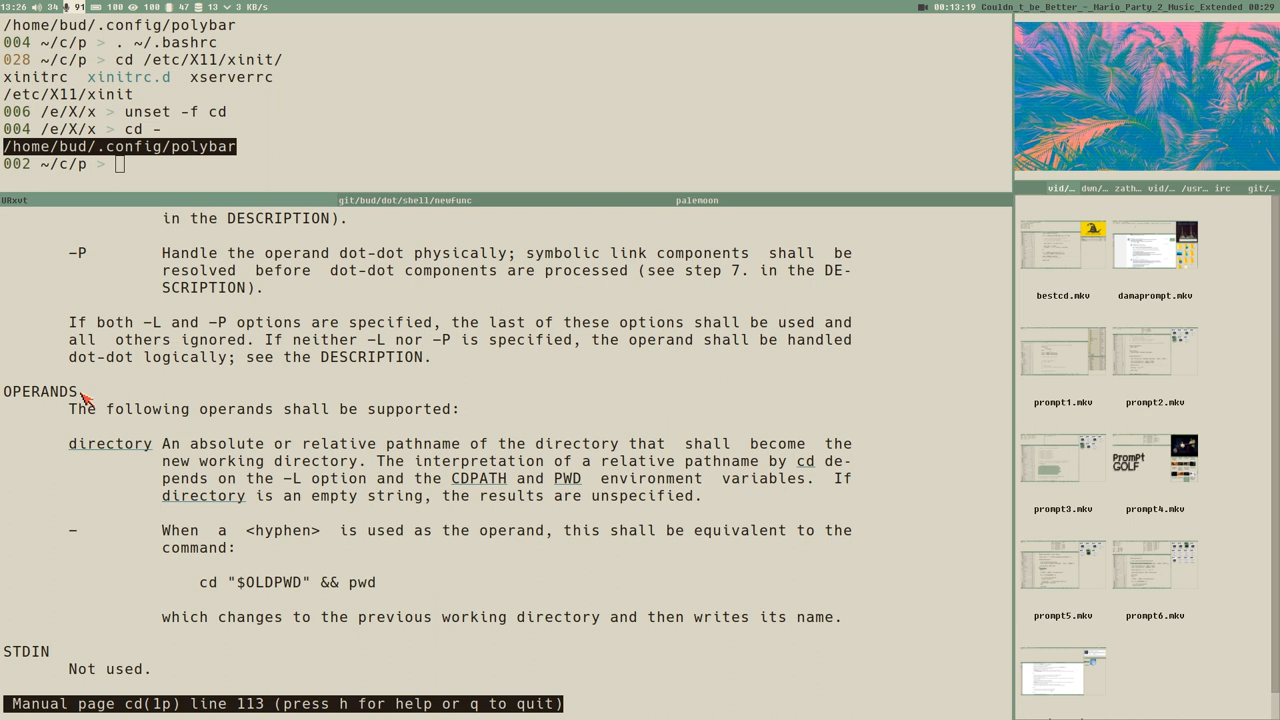 13:26 34 91 100 100 47 13 3 KB/s
00:13:19 Couldn_t_be_Better_-_Mario_Party_2_Music_Extended 00:29
/home/bud/.config/polybar
004 ~/c/p > . ~/.bashrc
028 ~/c/p > cd /etc/X11/xinit/
xinitrc xinitrc.d xserverrc
/etc/X11/xinit
006 /e/X/x > unset -f cd
004 /e/X/x > cd -
/home/bud/.config/polybar
002 ~/c/p >
URxvt git/bud/dot/shell/newfunc palemoon
in the DESCRIPTION).
-P Handle the operand dot-dot physically; symbolic link components shall be
resolved before dot-dot components are processed (see step 7. in the DE-
SCRIPTION).
If both -L and -P options are specified, the last of these options shall be used and
all others ignored. If neither -L nor -P is specified, the operand shall be handled
dot-dot logically; see the DESCRIPTION.
OPERANDS
The following operands shall be supported:
directory An absolute or relative pathname of the directory that shall become the
new working directory. The interpretation of a relative pathname by cd de-
pends on the -L option and the CDPATH and PWD environment variables. If
directory is an empty string, the results are unspecified.
- When a <hyphen> is used as the operand, this shall be equivalent to the
command:
cd "$OLDPWD" && pwd
which changes to the previous working directory and then writes its name.
STDIN
Not used.
Manual page cd(1p) line 113 (press h for help or q to quit)
vid/… dwn/… zath… vid/… /usr… irc git/…
bestcd.mkv damaprompt.mkv
prompt1.mkv prompt2.mkv
PromPt
GOLF
prompt3.mkv prompt4.mkv
prompt5.mkv prompt6.mkv